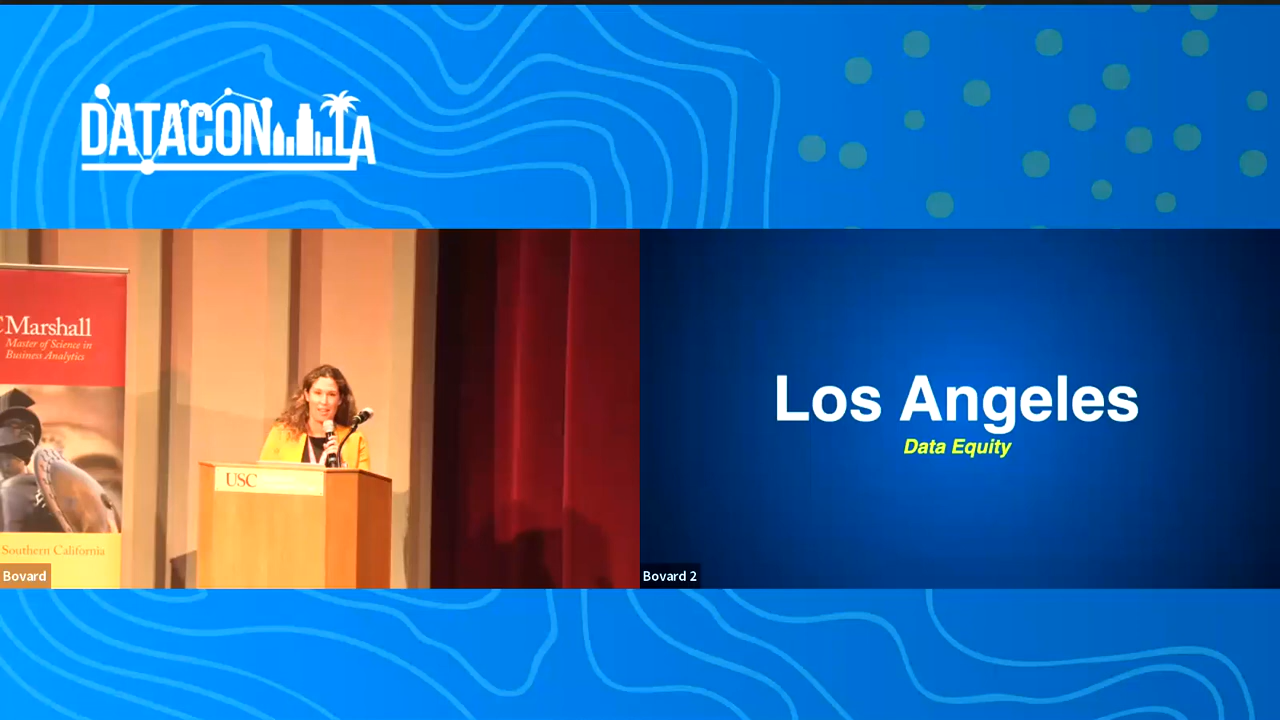 DATACON LA
C Marshall
Master of Science in
Business Analytics
USC
Southern California
Bovard
Los Angeles
Data Equity
Bovard 2